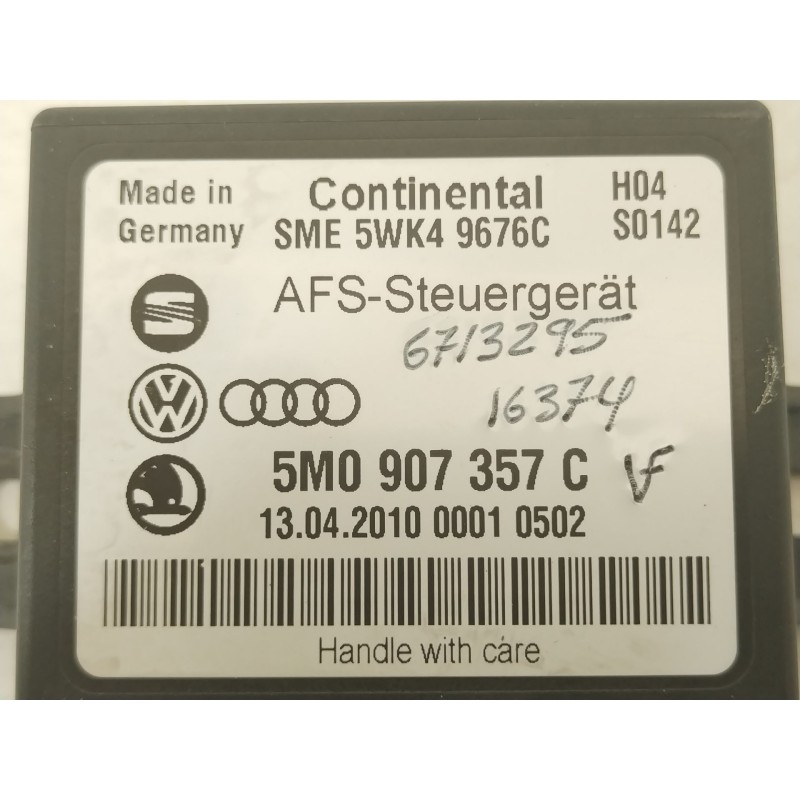 Made in
Germany
Continental
SME 5WK4 9676C
H04
S0142
AFS-Steuergerät
6713295
16374
5M0 907 357 C
VF
13.04.2010 0001 0502
Handle with care